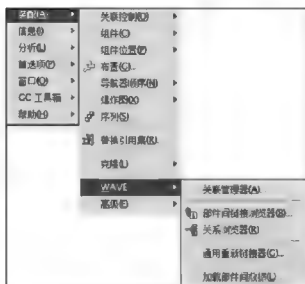 装配(A)
信息(I)
分析(L)
首选项(P)
窗口(O)
GC 工具箱
帮助(H)
关联控制(O)
组件(C)
组件位置(P)
布置(G)...
导航器顺序(N)
爆炸图(X)
序列(S)
替换引用集(R)
克隆(L)
WAVE
高级(E)
关联管理器(A)...
部件间链接浏览器(B)...
关系浏览器(R)
通用重新链接器(G)...
加载部件间数据(L)